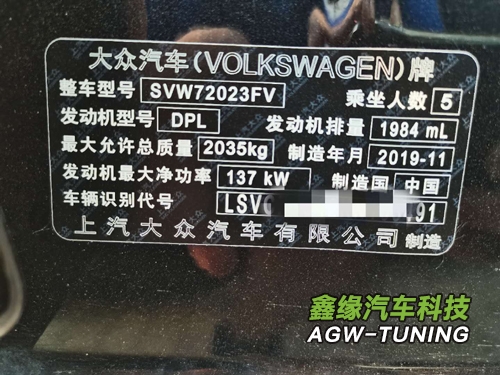 大众汽车(VOLKSWAGEN)牌
整车型号 SVW72023FV 乘坐人数 5
发动机型号 DPL 发动机排量 1984 mL
最大允许总质量 2035kg 制造年月 2019-11
发动机最大净功率 137 kW 制造国 中国
车辆识别代号 LSV 91
上汽大众汽车有限公司 制造
鑫缘汽车科技
AGW-TUNING